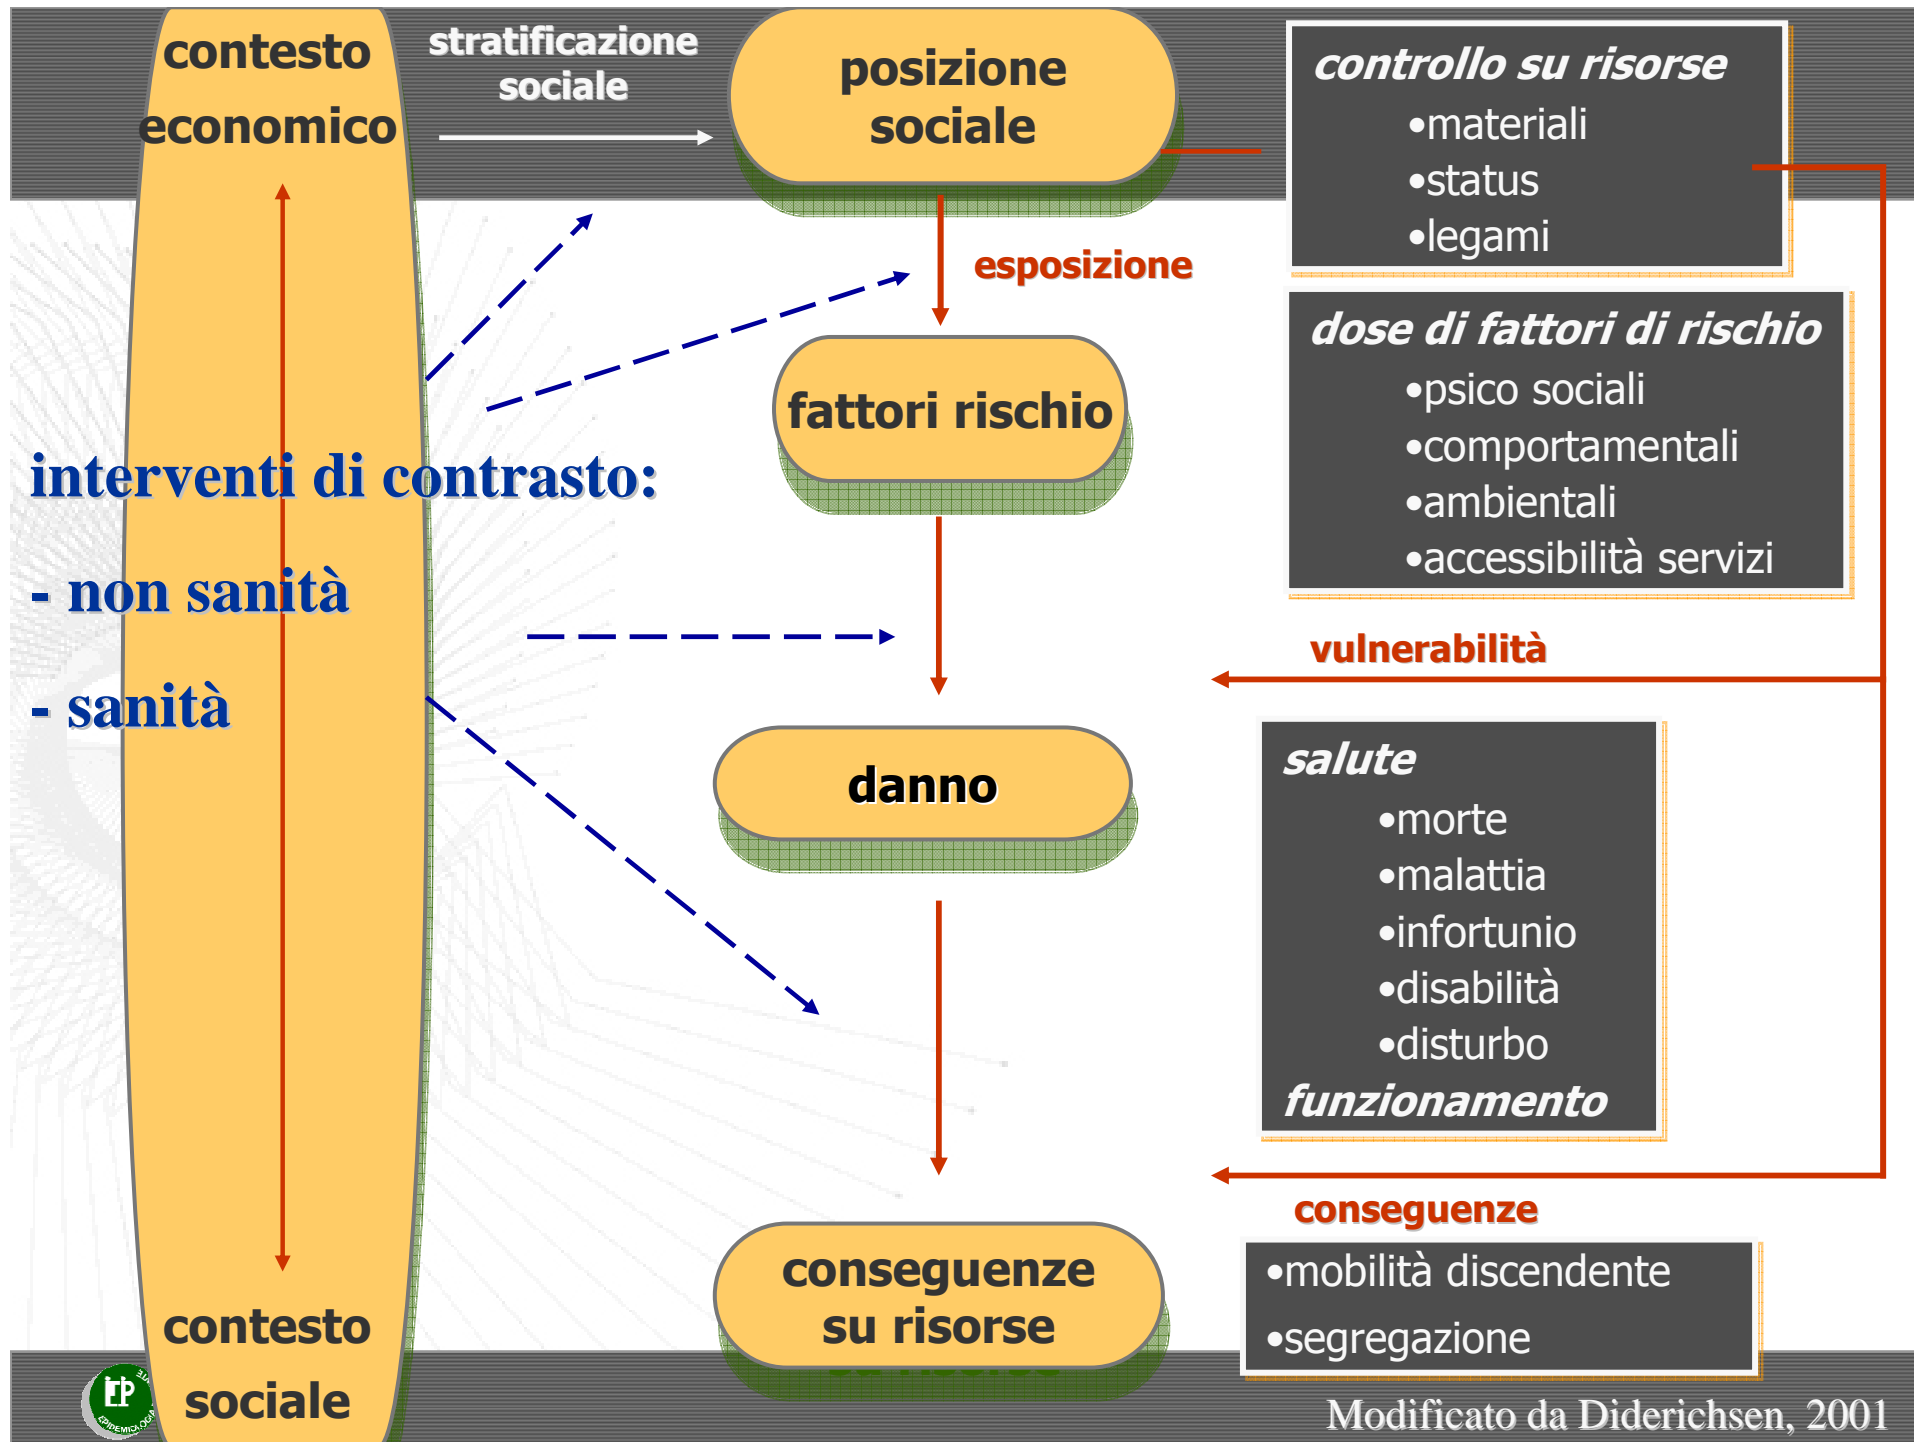 contesto
economico
stratificazione
sociale
posizione
sociale
controllo su risorse
•materiali
•status
•legami
esposizione
dose di fattori di rischio
•psico sociali
•comportamentali
•ambientali
•accessibilità servizi
fattori rischio
interventi di contrasto:
- non sanità
- sanità
vulnerabilità
danno
salute
•morte
•malattia
•infortunio
•disabilità
•disturbo
funzionamento
conseguenze
conseguenze
su risorse
•mobilità discendente
•segregazione
contesto
sociale
EPIDEMIOLOGIA
Modificato da Diderichsen, 2001